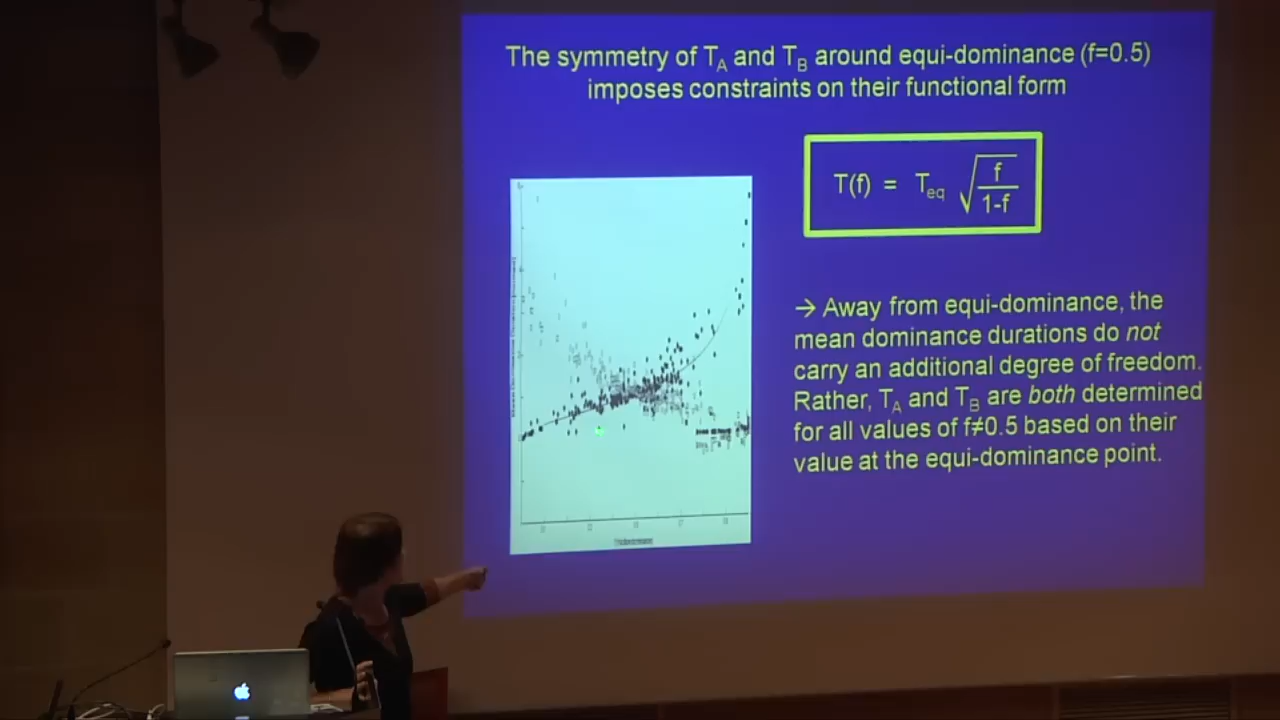 The symmetry of T_A and T_B around equi-dominance (f=0.5)
imposes constraints on their functional form
T(f) = T_eq √(f/(1-f))
→ Away from equi-dominance, the
mean dominance durations do not
carry an additional degree of freedom.
Rather, T_A and T_B are both determined
for all values of f≠0.5 based on their
value at the equi-dominance point.